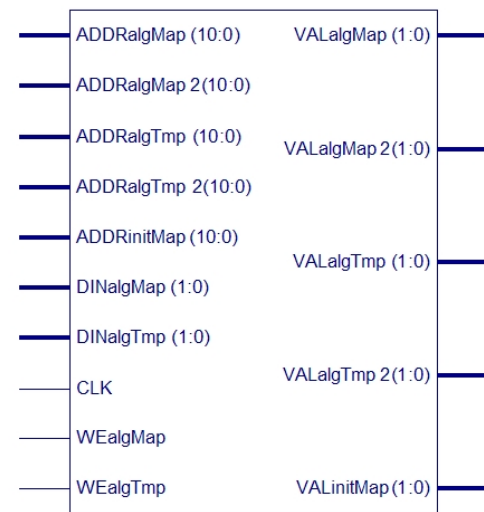 ADDRalgMap (10:0)
VALalgMap (1:0)
ADDRalgMap 2(10:0)
ADDRalgTmp (10:0)
VALalgMap 2(1:0)
ADDRalgTmp 2(10:0)
ADDRinitMap (10:0)
VALalgTmp (1:0)
DINalgMap (1:0)
DINalgTmp (1:0)
VALalgTmp 2(1:0)
CLK
WEalgMap
WEalgTmp
VALinitMap (1:0)